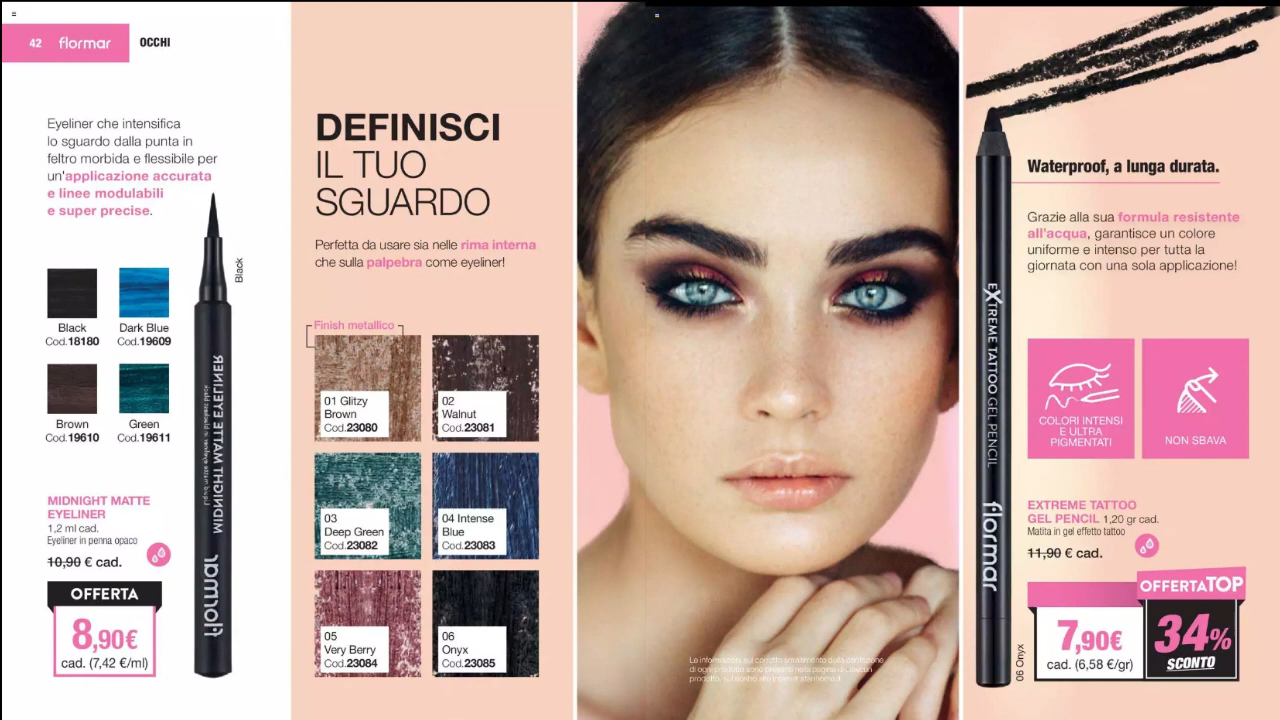 42 flormar OCCHI
Eyeliner che intensifica
lo sguardo dalla punta in
feltro morbida e flessibile per
un'applicazione accurata
e linee modulabili
e super precise.
Black
Cod.18180
Dark Blue
Cod.19609
Brown
Cod.19610
Green
Cod.19611
MIDNIGHT MATTE
EYELINER
1,2 ml cad.
Eyeliner in penna opaco
10,90 € cad.
OFFERTA
8,90€
cad. (7,42 €/ml)
Black
MIDNIGHT MATTE EYELINER
flormar
DEFINISCI
IL TUO
SGUARDO
Perfetta da usare sia nelle rima interna
che sulla palpebra come eyeliner!
Finish metallico
01 Glitzy
Brown
Cod.23080
02
Walnut
Cod.23081
03
Deep Green
Cod.23082
04 Intense
Blue
Cod.23083
05
Very Berry
Cod.23084
06
Onyx
Cod.23085
EXTREME TATTOO GEL PENCIL
flormar
06 Onyx
Waterproof, a lunga durata.
Grazie alla sua formula resistente
all'acqua, garantisce un colore
uniforme e intenso per tutta la
giornata con una sola applicazione!
COLORI INTENSI
E ULTRA
PIGMENTATI
NON SBAVA
EXTREME TATTOO
GEL PENCIL 1,20 gr cad.
Matita in gel effetto tattoo
11,90 € cad.
OFFERTATOP
7,90€
cad. (6,58 €/gr)
34%
SCONTO